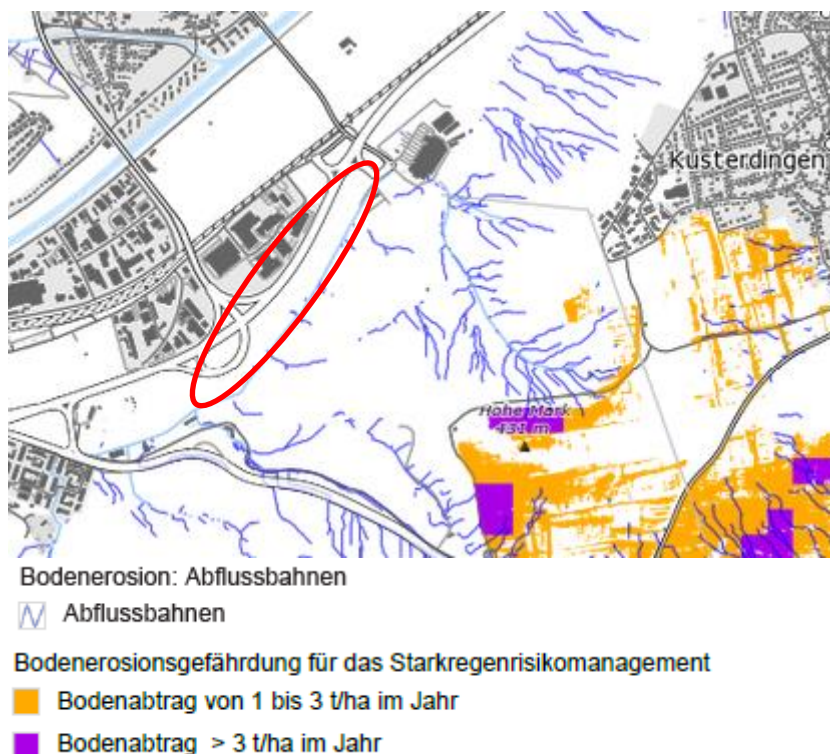 Kusterdingen
Hohe Mark
431 m
Bodenerosion: Abflussbahnen
Abflussbahnen
Bodenerosionsgefährdung für das Starkregenrisikomanagement
Bodenabtrag von 1 bis 3 t/ha im Jahr
Bodenabtrag > 3 t/ha im Jahr